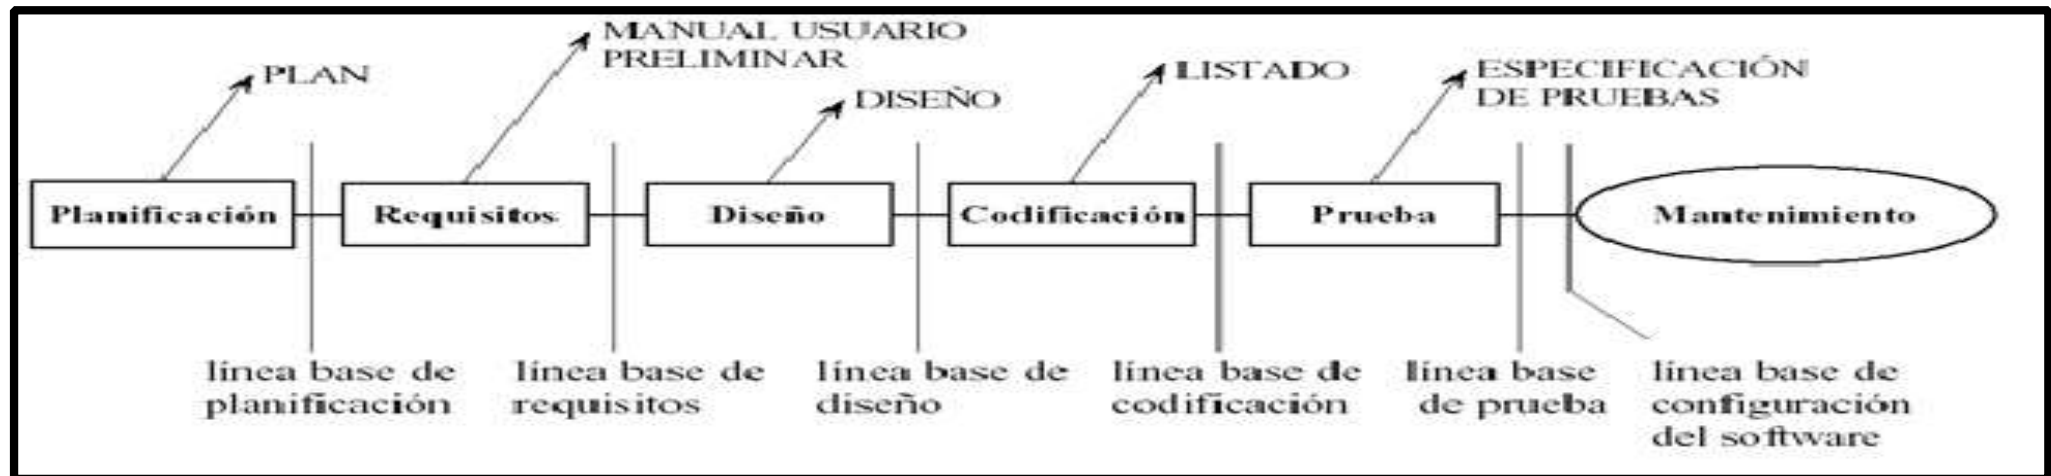 MANUAL USUARIO
PRELIMINAR
PLAN
DISEÑO
LISTADO
ESPECIFICACIÓN
DE PRUEBAS
Planificación
Requisitos
Diseño
Codificación
Prueba
Mantenimiento
línea base de
planificación
línea base de
requisitos
línea base de
diseño
línea base de
codificación
línea base
de prueba
línea base de
configuración
del software